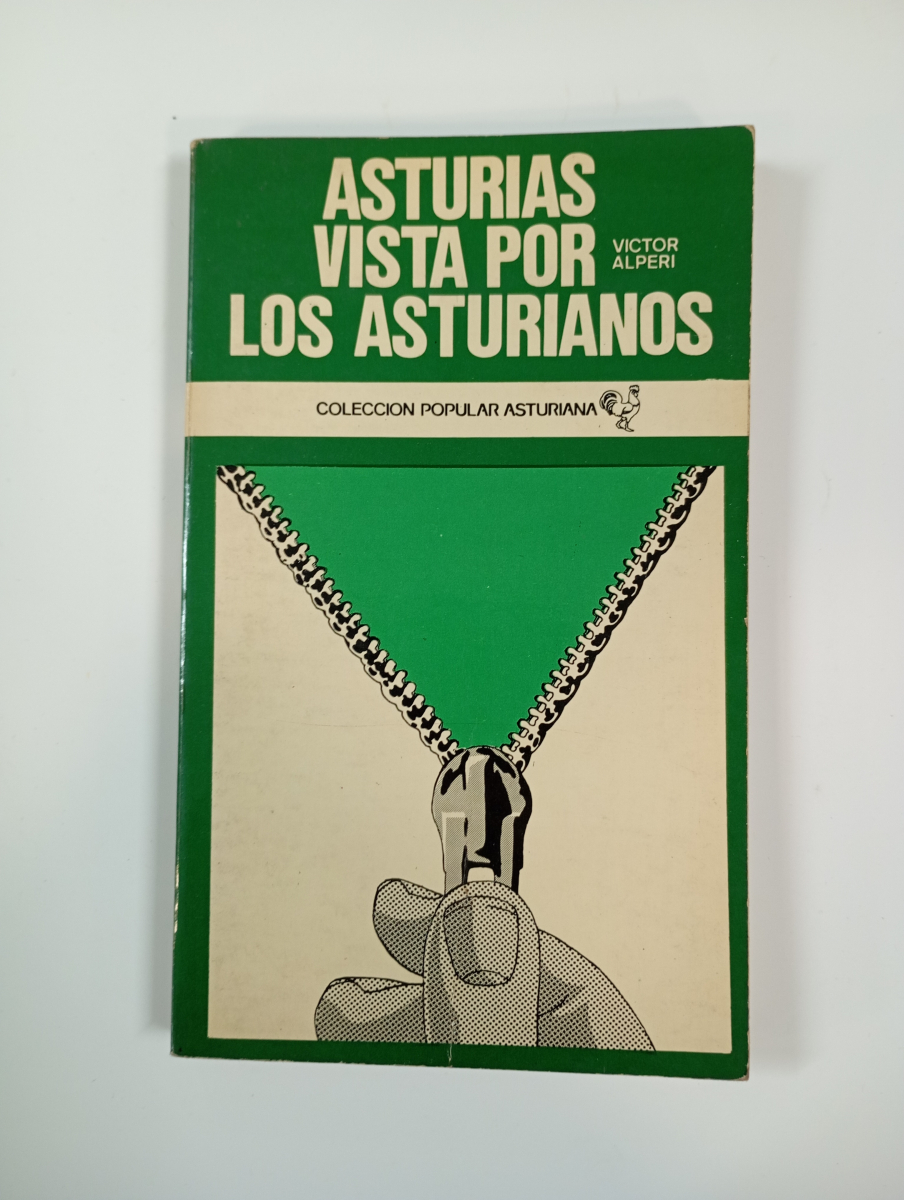 ASTURIAS
VISTA POR
LOS ASTURIANOS
VICTOR
ALPERI
COLECCION POPULAR ASTURIANA